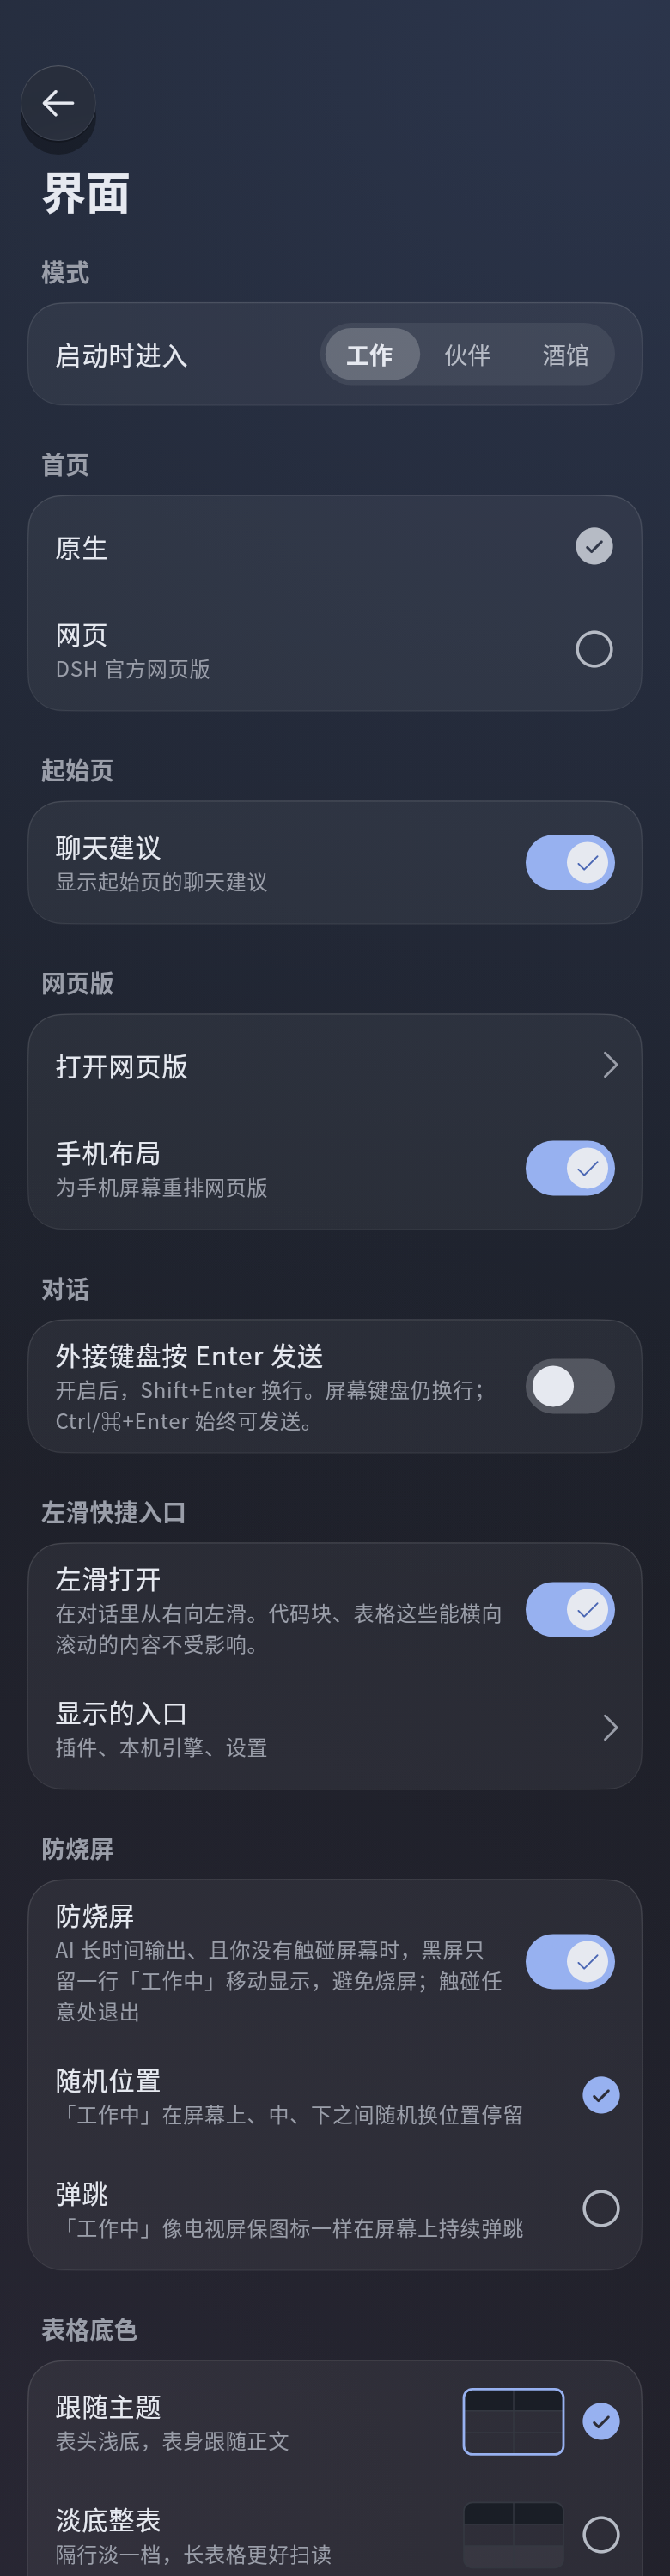 界面
模式
启动时进入
工作
伙伴
酒馆
首页
原生
网页
DSH 官方网页版
起始页
聊天建议
显示起始页的聊天建议
网页版
打开网页版
手机布局
为手机屏幕重排网页版
对话
外接键盘按 Enter 发送
开启后，Shift+Enter 换行。屏幕键盘仍换行；
Ctrl/⌘+Enter 始终可发送。
左滑快捷入口
左滑打开
在对话里从右向左滑。代码块、表格这些能横向
滚动的内容不受影响。
显示的入口
插件、本机引擎、设置
防烧屏
防烧屏
AI 长时间输出、且你没有触碰屏幕时，黑屏只
留一行「工作中」移动显示，避免烧屏；触碰任
意处退出
随机位置
「工作中」在屏幕上、中、下之间随机换位置停留
弹跳
「工作中」像电视屏保图标一样在屏幕上持续弹跳
表格底色
跟随主题
表头浅底，表身跟随正文
淡底整表
隔行淡一档，长表格更好扫读